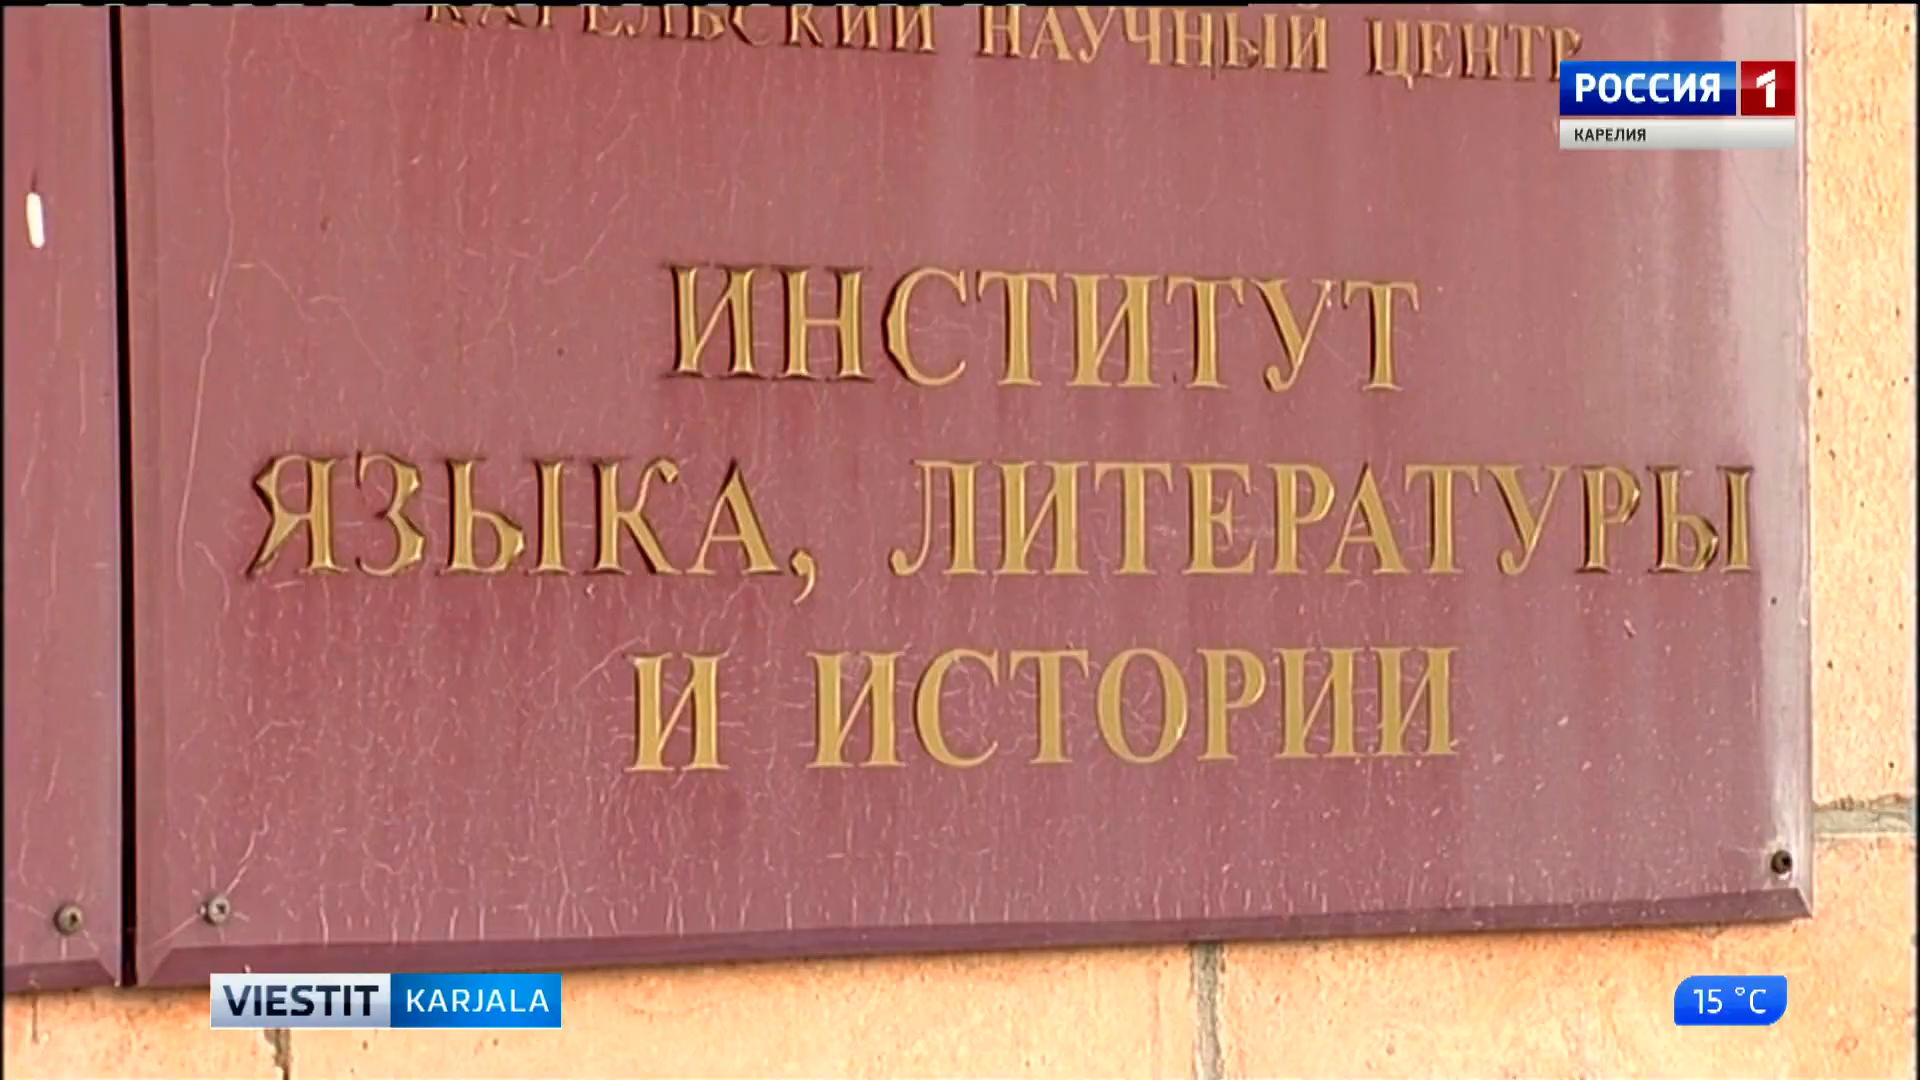 КАРЕЛЬСКИЙ НАУЧНЫЙ ЦЕНТР
РОССИЯ 1
КАРЕЛИЯ
ИНСТИТУТ
ЯЗЫКА, ЛИТЕРАТУРЫ
И ИСТОРИИ
VIESTIT KARJALA
15 °C